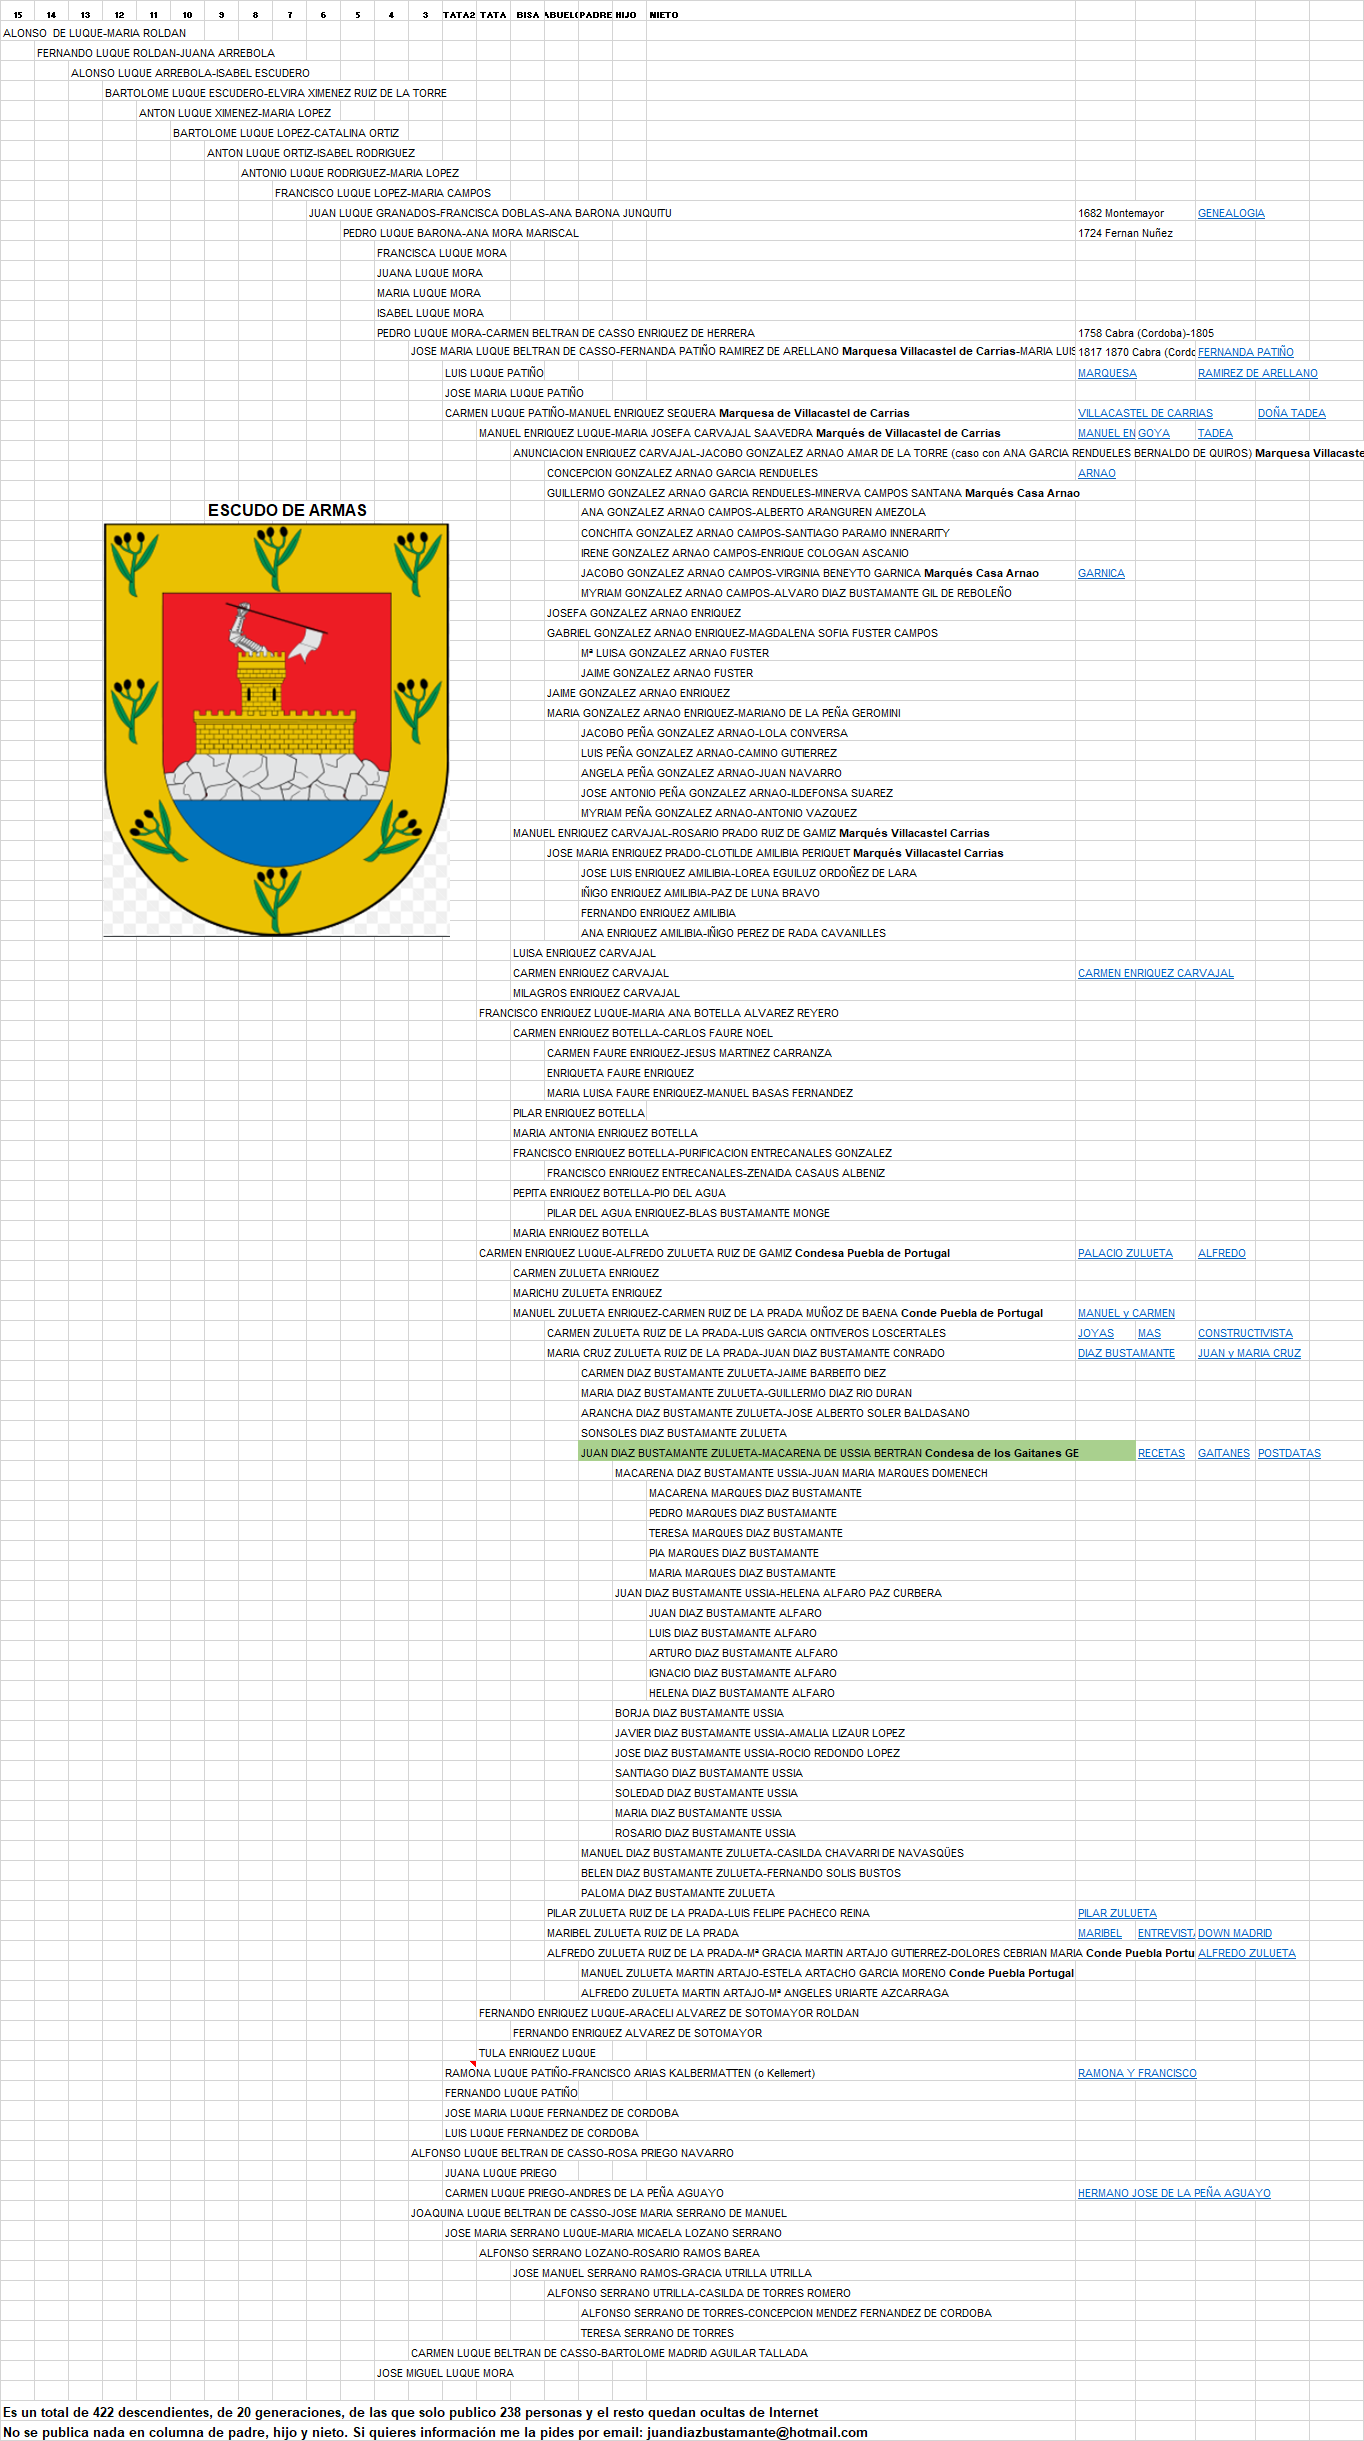 15 14 13 12 11 10 9 8 7 6 5 4 3 TATA2 TATA BISA ABUELO PADRE HIJO NIETO
ALONSO DE LUQUE-MARIA ROLDAN
FERNANDO LUQUE ROLDAN-JUANA ARREBOLA
ALONSO LUQUE ARREBOLA-ISABEL ESCUDERO
BARTOLOME LUQUE ESCUDERO-ELVIRA XIMENEZ RUIZ DE LA TORRE
ANTON LUQUE XIMENEZ-MARIA LOPEZ
BARTOLOME LUQUE LOPEZ-CATALINA ORTIZ
ANTON LUQUE ORTIZ-ISABEL RODRIGUEZ
ANTONIO LUQUE RODRIGUEZ-MARIA LOPEZ
FRANCISCO LUQUE LOPEZ-MARIA CAMPOS
JUAN LUQUE GRANADOS-FRANCISCA DOBLAS-ANA BARONA JUNQUITU 1682 Montemayor GENEALOGIA
PEDRO LUQUE BARONA-ANA MORA MARISCAL 1724 Fernan Nuñez
FRANCISCA LUQUE MORA
JUANA LUQUE MORA
MARIA LUQUE MORA
ISABEL LUQUE MORA
PEDRO LUQUE MORA-CARMEN BELTRAN DE CASSO ENRIQUEZ DE HERRERA 1758 Cabra (Cordoba)-1805
JOSE MARIA LUQUE BELTRAN DE CASSO-FERNANDA PATIÑO RAMIREZ DE ARELLANO Marquesa Villacastel de Carrias-MARIA LUIS 1817 1870 Cabra (Cordo FERNANDA PATIÑO
LUIS LUQUE PATIÑO MARQUESA RAMIREZ DE ARELLANO
JOSE MARIA LUQUE PATIÑO
CARMEN LUQUE PATIÑO-MANUEL ENRIQUEZ SEQUERA Marquesa de Villacastel de Carrias VILLACASTEL DE CARRIAS DOÑA TADEA
MANUEL ENRIQUEZ LUQUE-MARIA JOSEFA CARVAJAL SAAVEDRA Marqués de Villacastel de Carrias MANUEL EN GOYA TADEA
ANUNCIACION ENRIQUEZ CARVAJAL-JACOBO GONZALEZ ARNAO AMAR DE LA TORRE (caso con ANA GARCIA RENDUELES BERNALDO DE QUIROS) Marquesa Villacaste
CONCEPCION GONZALEZ ARNAO GARCIA RENDUELES ARNAO
GUILLERMO GONZALEZ ARNAO GARCIA RENDUELES-MINERVA CAMPOS SANTANA Marqués Casa Arnao
ESCUDO DE ARMAS
ANA GONZALEZ ARNAO CAMPOS-ALBERTO ARANGUREN AMEZOLA
CONCHITA GONZALEZ ARNAO CAMPOS-SANTIAGO PARAMO INNERARITY
IRENE GONZALEZ ARNAO CAMPOS-ENRIQUE COLOGAN ASCANIO
JACOBO GONZALEZ ARNAO CAMPOS-VIRGINIA BENEYTO GARNICA Marqués Casa Arnao GARNICA
MYRIAM GONZALEZ ARNAO CAMPOS-ALVARO DIAZ BUSTAMANTE GIL DE REBOLEÑO
JOSEFA GONZALEZ ARNAO ENRIQUEZ
GABRIEL GONZALEZ ARNAO ENRIQUEZ-MAGDALENA SOFIA FUSTER CAMPOS
Mª LUISA GONZALEZ ARNAO FUSTER
JAIME GONZALEZ ARNAO FUSTER
JAIME GONZALEZ ARNAO ENRIQUEZ
MARIA GONZALEZ ARNAO ENRIQUEZ-MARIANO DE LA PEÑA GEROMINI
JACOBO PEÑA GONZALEZ ARNAO-LOLA CONVERSA
LUIS PEÑA GONZALEZ ARNAO-CAMINO GUTIERREZ
ANGELA PEÑA GONZALEZ ARNAO-JUAN NAVARRO
JOSE ANTONIO PEÑA GONZALEZ ARNAO-ILDEFONSA SUAREZ
MYRIAM PEÑA GONZALEZ ARNAO-ANTONIO VAZQUEZ
MANUEL ENRIQUEZ CARVAJAL-ROSARIO PRADO RUIZ DE GAMIZ Marqués Villacastel Carrias
JOSE MARIA ENRIQUEZ PRADO-CLOTILDE AMILIBIA PERIQUET Marqués Villacastel Carrias
JOSE LUIS ENRIQUEZ AMILIBIA-LOREA EGUILUZ ORDOÑEZ DE LARA
IÑIGO ENRIQUEZ AMILIBIA-PAZ DE LUNA BRAVO
FERNANDO ENRIQUEZ AMILIBIA
ANA ENRIQUEZ AMILIBIA-IÑIGO PEREZ DE RADA CAVANILLES
LUISA ENRIQUEZ CARVAJAL
CARMEN ENRIQUEZ CARVAJAL CARMEN ENRIQUEZ CARVAJAL
MILAGROS ENRIQUEZ CARVAJAL
FRANCISCO ENRIQUEZ LUQUE-MARIA ANA BOTELLA ALVAREZ REYERO
CARMEN ENRIQUEZ BOTELLA-CARLOS FAURE NOEL
CARMEN FAURE ENRIQUEZ-JESUS MARTINEZ CARRANZA
ENRIQUETA FAURE ENRIQUEZ
MARIA LUISA FAURE ENRIQUEZ-MANUEL BASAS FERNANDEZ
PILAR ENRIQUEZ BOTELLA
MARIA ANTONIA ENRIQUEZ BOTELLA
FRANCISCO ENRIQUEZ BOTELLA-PURIFICACION ENTRECANALES GONZALEZ
FRANCISCO ENRIQUEZ ENTRECANALES-ZENAIDA CASAUS ALBENIZ
PEPITA ENRIQUEZ BOTELLA-PIO DEL AGUA
PILAR DEL AGUA ENRIQUEZ-BLAS BUSTAMANTE MONGE
MARIA ENRIQUEZ BOTELLA
CARMEN ENRIQUEZ LUQUE-ALFREDO ZULUETA RUIZ DE GAMIZ Condesa Puebla de Portugal PALACIO ZULUETA ALFREDO
CARMEN ZULUETA ENRIQUEZ
MARICHU ZULUETA ENRIQUEZ
MANUEL ZULUETA ENRIQUEZ-CARMEN RUIZ DE LA PRADA MUÑOZ DE BAENA Conde Puebla de Portugal MANUEL y CARMEN
CARMEN ZULUETA RUIZ DE LA PRADA-LUIS GARCIA ONTIVEROS LOSCERTALES JOYAS MAS CONSTRUCTIVISTA
MARIA CRUZ ZULUETA RUIZ DE LA PRADA-JUAN DIAZ BUSTAMANTE CONRADO DIAZ BUSTAMANTE JUAN y MARIA CRUZ
CARMEN DIAZ BUSTAMANTE ZULUETA-JAIME BARBEITO DIEZ
MARIA DIAZ BUSTAMANTE ZULUETA-GUILLERMO DIAZ RIO DURAN
ARANCHA DIAZ BUSTAMANTE ZULUETA-JOSE ALBERTO SOLER BALDASANO
SONSOLES DIAZ BUSTAMANTE ZULUETA
JUAN DIAZ BUSTAMANTE ZULUETA-MACARENA DE USSIA BERTRAN Condesa de los Gaitanes GE RECETAS GAITANES POSTDATAS
MACARENA DIAZ BUSTAMANTE USSIA-JUAN MARIA MARQUES DOMENECH
MACARENA MARQUES DIAZ BUSTAMANTE
PEDRO MARQUES DIAZ BUSTAMANTE
TERESA MARQUES DIAZ BUSTAMANTE
PIA MARQUES DIAZ BUSTAMANTE
MARIA MARQUES DIAZ BUSTAMANTE
JUAN DIAZ BUSTAMANTE USSIA-HELENA ALFARO PAZ CURBERA
JUAN DIAZ BUSTAMANTE ALFARO
LUIS DIAZ BUSTAMANTE ALFARO
ARTURO DIAZ BUSTAMANTE ALFARO
IGNACIO DIAZ BUSTAMANTE ALFARO
HELENA DIAZ BUSTAMANTE ALFARO
BORJA DIAZ BUSTAMANTE USSIA
JAVIER DIAZ BUSTAMANTE USSIA-AMALIA LIZAUR LOPEZ
JOSE DIAZ BUSTAMANTE USSIA-ROCIO REDONDO LOPEZ
SANTIAGO DIAZ BUSTAMANTE USSIA
SOLEDAD DIAZ BUSTAMANTE USSIA
MARIA DIAZ BUSTAMANTE USSIA
ROSARIO DIAZ BUSTAMANTE USSIA
MANUEL DIAZ BUSTAMANTE ZULUETA-CASILDA CHAVARRI DE NAVASQÜES
BELEN DIAZ BUSTAMANTE ZULUETA-FERNANDO SOLIS BUSTOS
PALOMA DIAZ BUSTAMANTE ZULUETA
PILAR ZULUETA RUIZ DE LA PRADA-LUIS FELIPE PACHECO REINA PILAR ZULUETA
MARIBEL ZULUETA RUIZ DE LA PRADA MARIBEL ENTREVISTA DOWN MADRID
ALFREDO ZULUETA RUIZ DE LA PRADA-Mª GRACIA MARTIN ARTAJO GUTIERREZ-DOLORES CEBRIAN MARIA Conde Puebla Portu ALFREDO ZULUETA
MANUEL ZULUETA MARTIN ARTAJO-ESTELA ARTACHO GARCIA MORENO Conde Puebla Portugal
ALFREDO ZULUETA MARTIN ARTAJO-Mª ANGELES URIARTE AZCARRAGA
FERNANDO ENRIQUEZ LUQUE-ARACELI ALVAREZ DE SOTOMAYOR ROLDAN
FERNANDO ENRIQUEZ ALVAREZ DE SOTOMAYOR
TULA ENRIQUEZ LUQUE
RAMONA LUQUE PATIÑO-FRANCISCO ARIAS KALBERMATTEN (o Kellemert) RAMONA Y FRANCISCO
FERNANDO LUQUE PATIÑO
JOSE MARIA LUQUE FERNANDEZ DE CORDOBA
LUIS LUQUE FERNANDEZ DE CORDOBA
ALFONSO LUQUE BELTRAN DE CASSO-ROSA PRIEGO NAVARRO
JUANA LUQUE PRIEGO
CARMEN LUQUE PRIEGO-ANDRES DE LA PEÑA AGUAYO HERMANO JOSE DE LA PEÑA AGUAYO
JOAQUINA LUQUE BELTRAN DE CASSO-JOSE MARIA SERRANO DE MANUEL
JOSE MARIA SERRANO LUQUE-MARIA MICAELA LOZANO SERRANO
ALFONSO SERRANO LOZANO-ROSARIO RAMOS BAREA
JOSE MANUEL SERRANO RAMOS-GRACIA UTRILLA UTRILLA
ALFONSO SERRANO UTRILLA-CASILDA DE TORRES ROMERO
ALFONSO SERRANO DE TORRES-CONCEPCION MENDEZ FERNANDEZ DE CORDOBA
TERESA SERRANO DE TORRES
CARMEN LUQUE BELTRAN DE CASSO-BARTOLOME MADRID AGUILAR TALLADA
JOSE MIGUEL LUQUE MORA
Es un total de 422 descendientes, de 20 generaciones, de las que solo publico 238 personas y el resto quedan ocultas de Internet
No se publica nada en columna de padre, hijo y nieto. Si quieres información me la pides por email: juandiazbustamante@hotmail.com